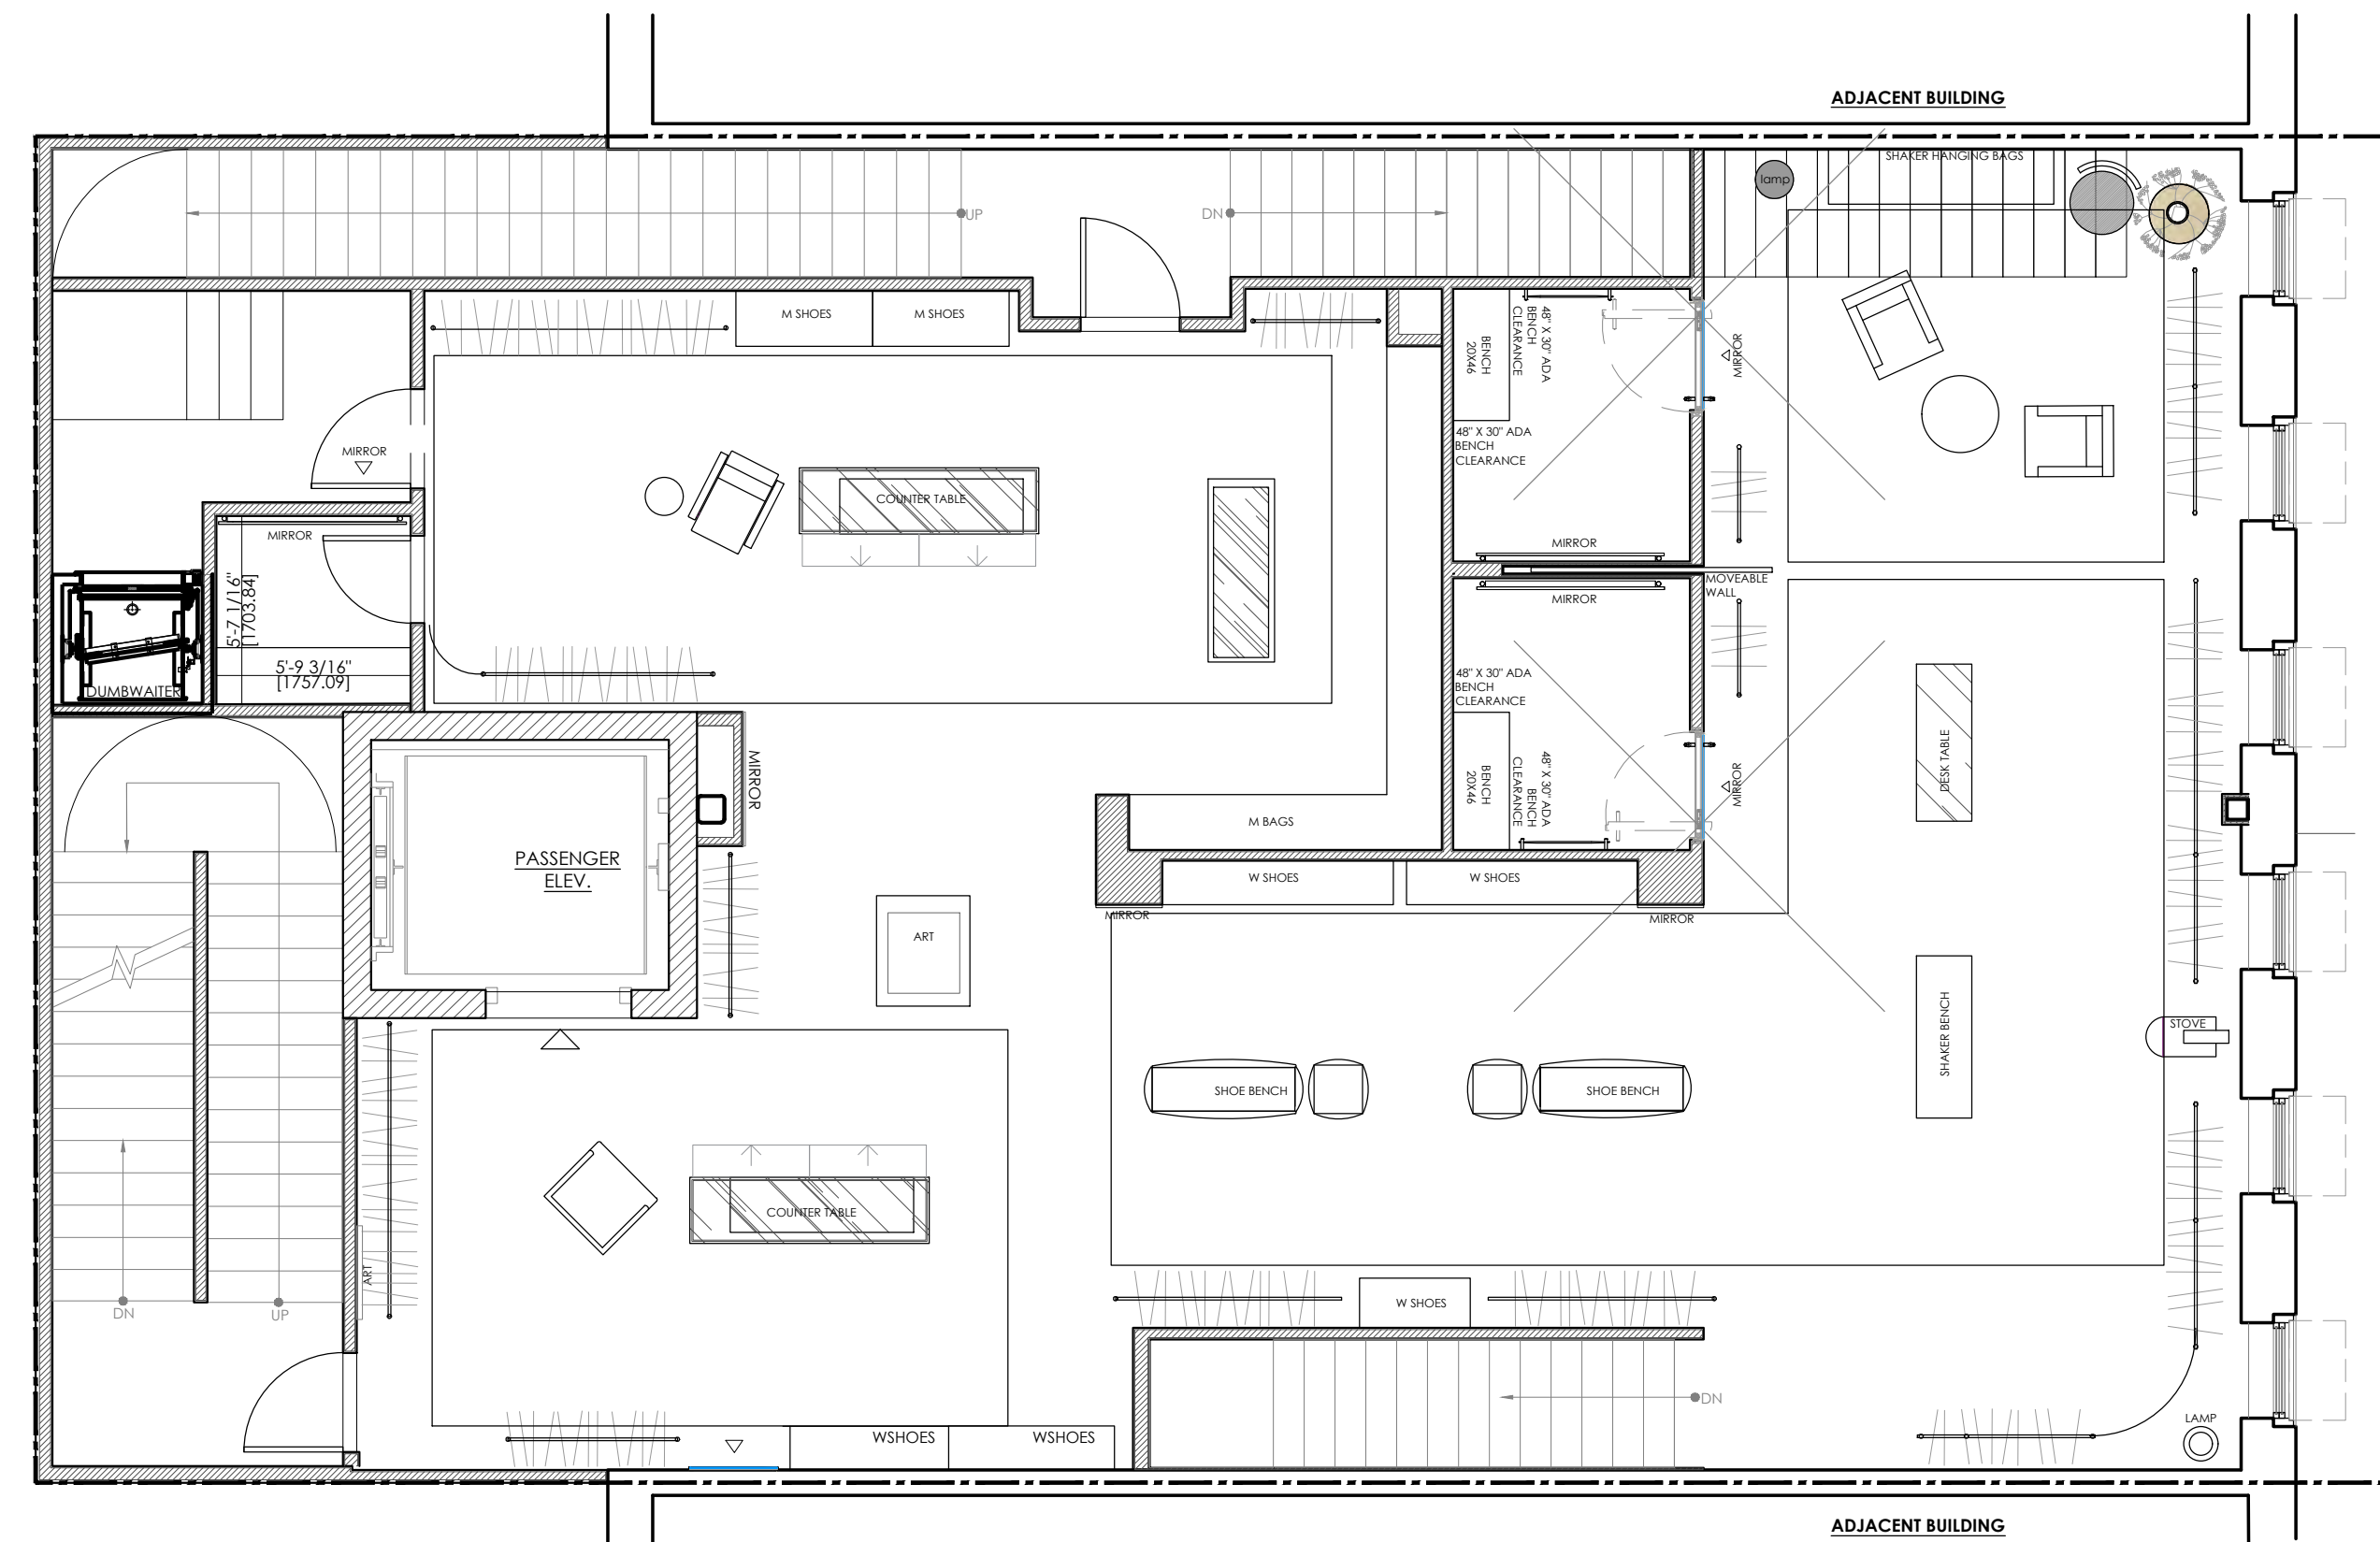 ADJACENT BUILDING
SHAKER HANGING BAGS
lamp
UP
DN
M SHOES
M SHOES
BENCH
20X46
48" X 30" ADA
BENCH
CLEARANCE
MIRROR
48" X 30" ADA
BENCH
CLEARANCE
MIRROR
COUNTER TABLE
MIRROR
MIRROR
MIRROR
MOVEABLE
WALL
5'-7 1/16"
[1703.84]
5'-9 3/16"
[1757.09]
DUMBWAITER
48" X 30" ADA
BENCH
CLEARANCE
BENCH
20X46
48" X 30" ADA
BENCH
CLEARANCE
MIRROR
DESK TABLE
MIRROR
M BAGS
PASSENGER
ELEV.
W SHOES
W SHOES
MIRROR
MIRROR
ART
STOVE
SHAKER BENCH
SHOE BENCH
SHOE BENCH
COUNTER TABLE
ART
DN
UP
W SHOES
DN
WSHOES
WSHOES
LAMP
ADJACENT BUILDING